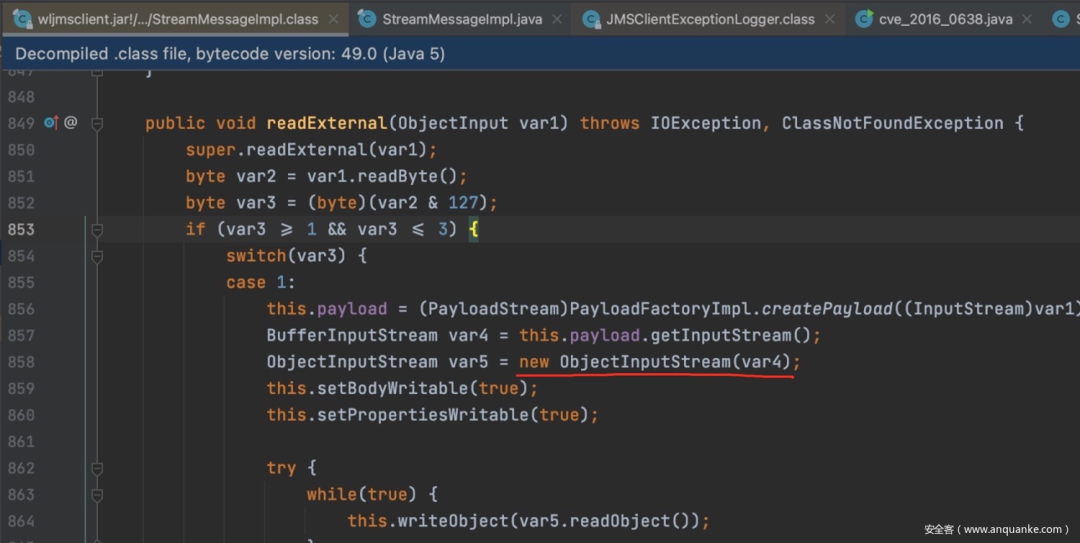 wljmsclient.jar!/.../StreamMessageImpl.class StreamMessageImpl.java JMSClientExceptionLogger.class cve_2016_0638.java
Decompiled .class file, bytecode version: 49.0 (Java 5)
847 }
848
849 @ public void readExternal(ObjectInput var1) throws IOException, ClassNotFoundException {
850 super.readExternal(var1);
851 byte var2 = var1.readByte();
852 byte var3 = (byte)(var2 & 127);
853 if (var3 ≥ 1 && var3 ≤ 3) {
854 switch(var3) {
855 case 1:
856 this.payload = (PayloadStream)PayloadFactoryImpl.createPayload((InputStream)var1)
857 BufferInputStream var4 = this.payload.getInputStream();
858 ObjectInputStream var5 = new ObjectInputStream(var4);
859 this.setBodyWritable(true);
860 this.setPropertiesWritable(true);
861
862 try {
863 while(true) {
864 this.writeObject(var5.readObject());
安全客（www.anquanke.com）